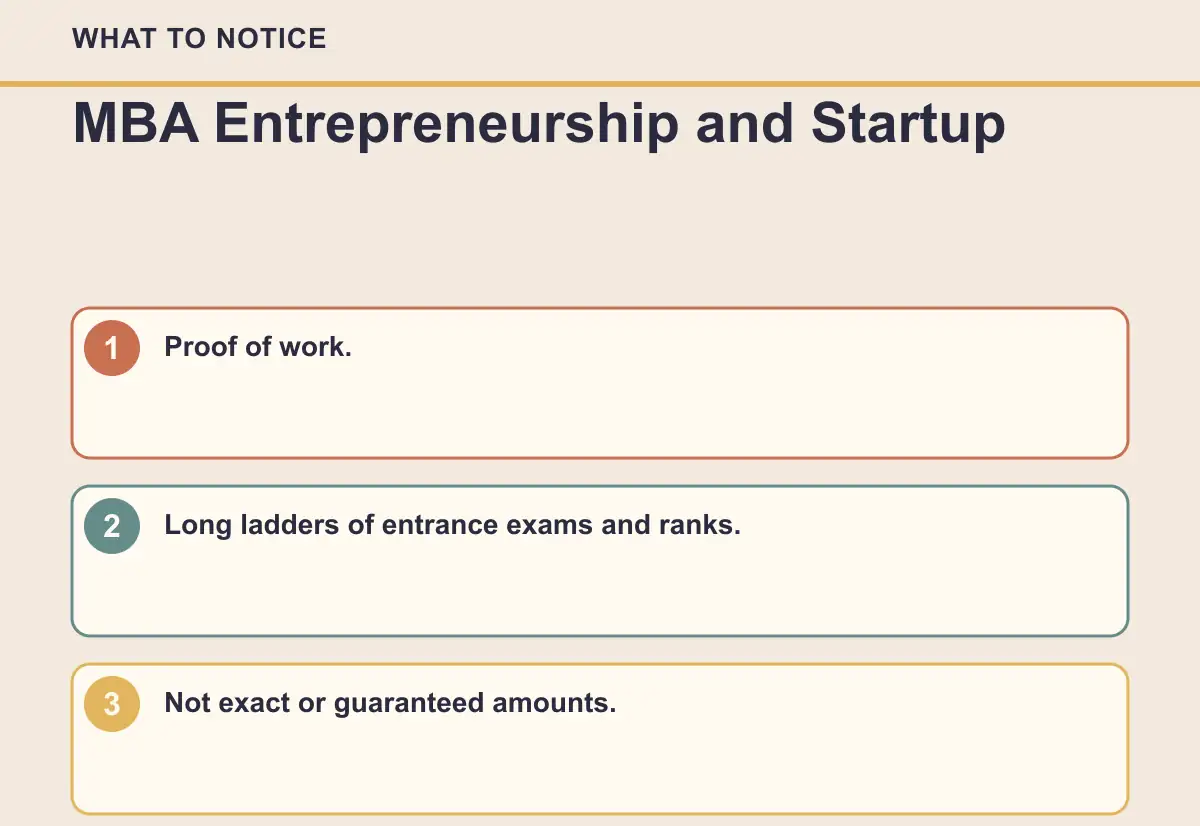 WHAT TO NOTICE
MBA Entrepreneurship and Startup
1
Proof of work.
2
Long ladders of entrance exams and ranks.
3
Not exact or guaranteed amounts.